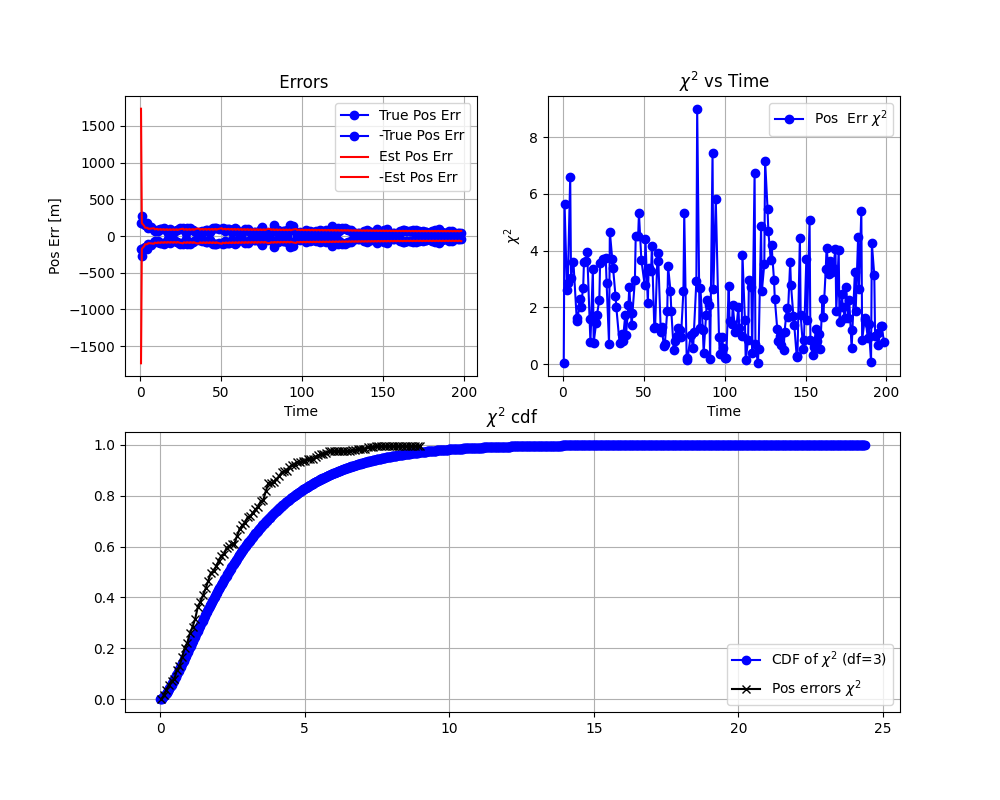 Errors
Pos Err [m]
1500
1000
500
0
−500
−1000
−1500
0 50 100 150 200
Time
True Pos Err
-True Pos Err
Est Pos Err
-Est Pos Err
χ² vs Time
χ²
8
6
4
2
0
0 50 100 150 200
Time
Pos  Err χ²
χ² cdf
1.0
0.8
0.6
0.4
0.2
0.0
0 5 10 15 20 25
CDF of χ² (df=3)
Pos errors χ²